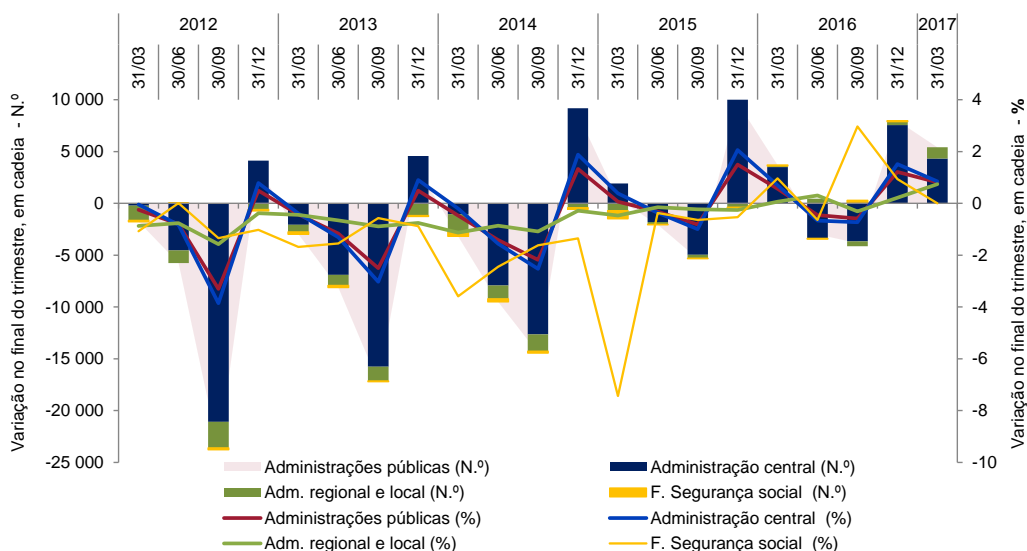 2012 2013 2014 2015 2016 2017
31/03 30/06 30/09 31/12 31/03 30/06 30/09 31/12 31/03 30/06 30/09 31/12 31/03 30/06 30/09 31/12 31/03 30/06 30/09 31/12 31/03
Variação no final do trimestre, em cadeia - N.º
10 000
5 000
0
-5 000
-10 000
-15 000
-20 000
-25 000
4
2
0
-2
-4
-6
-8
-10
Variação no final do trimestre, em cadeia - %
Administrações públicas (N.º) Administração central (N.º)
Adm. regional e local (N.º) F. Segurança social (N.º)
Administrações públicas (%) Administração central (%)
Adm. regional e local (%) F. Segurança social (%)